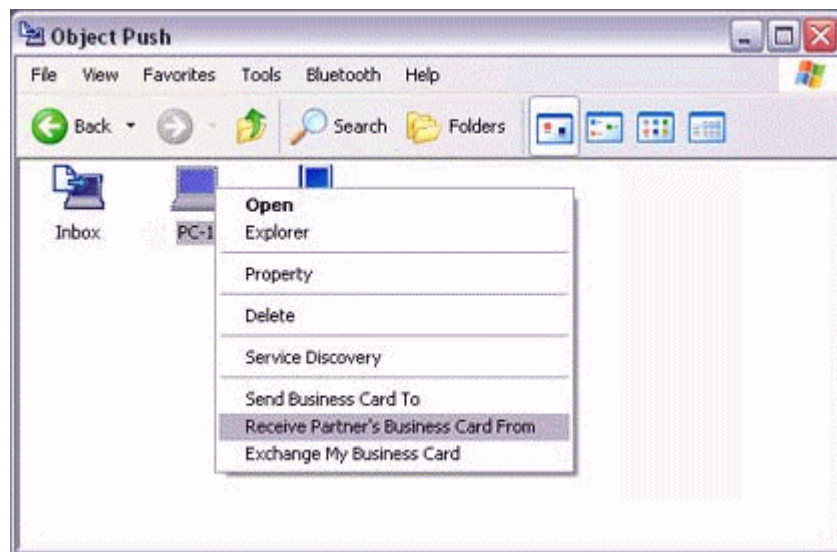 Object Push
File View Favorites Tools Bluetooth Help
Back Search Folders
Inbox PC-1
Open
Explorer
Property
Delete
Service Discovery
Send Business Card To
Receive Partner's Business Card From
Exchange My Business Card